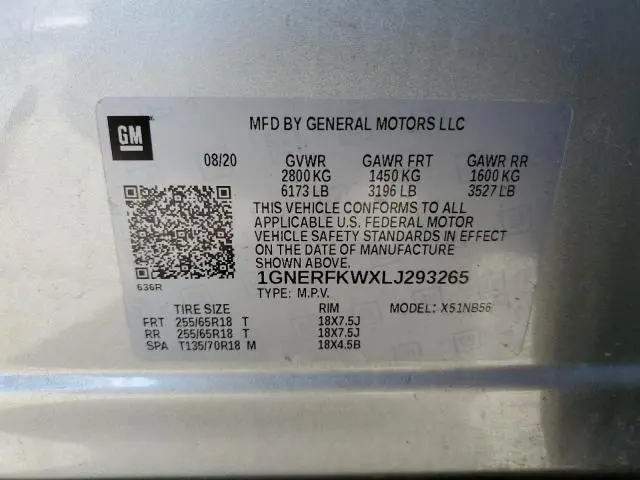 GM
MFD BY GENERAL MOTORS LLC
08/20 GVWR GAWR FRT GAWR RR
2800 KG 1450 KG 1600 KG
6173 LB 3196 LB 3527 LB
THIS VEHICLE CONFORMS TO ALL
APPLICABLE U.S. FEDERAL MOTOR
VEHICLE SAFETY STANDARDS IN EFFECT
ON THE DATE OF MANUFACTURE
SHOWN ABOVE.
636R
1GNERFKWXLJ293265
TYPE: M.P.V.
TIRE SIZE RIM MODEL: X51NB56
FRT 255/65R18 T 18X7.5J
RR 255/65R18 T 18X7.5J
SPA T135/70R18 M 18X4.5B